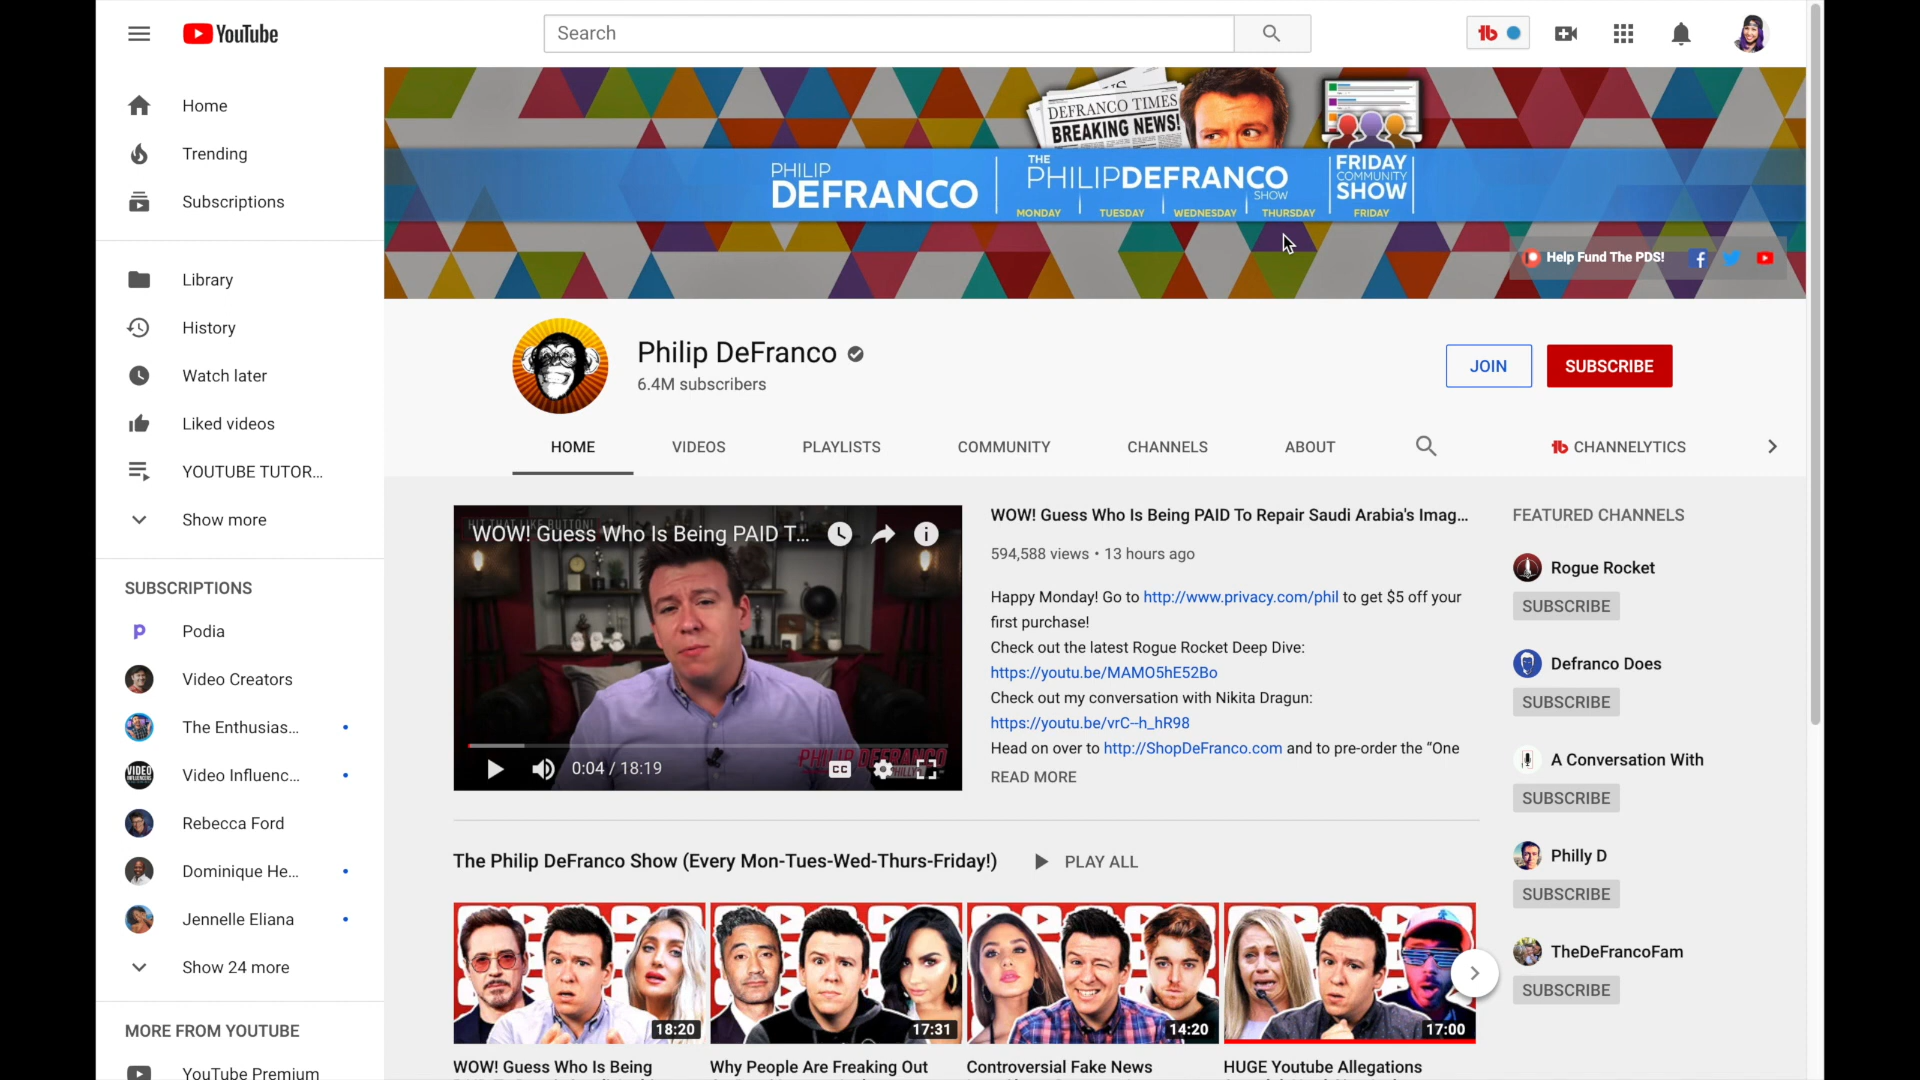 YouTube
Search
Home
Trending
Subscriptions
Library
History
Watch later
Liked videos
YOUTUBE TUTOR...
Show more
SUBSCRIPTIONS
Podia
Video Creators
The Enthusias...
Video Influenc...
Rebecca Ford
Dominique He...
Jennelle Eliana
Show 24 more
MORE FROM YOUTUBE
YouTube Premium
DEFRANCO TIMES
BREAKING NEWS!
PHILIP
DEFRANCO
THE
PHILIPDEFRANCO
SHOW
MONDAY TUESDAY WEDNESDAY THURSDAY
FRIDAY
COMMUNITY
SHOW
FRIDAY
Help Fund The PDS!
Philip DeFranco
6.4M subscribers
JOIN
SUBSCRIBE
HOME VIDEOS PLAYLISTS COMMUNITY CHANNELS ABOUT CHANNELYTICS
HIT THAT LIKE BUTTON!
WOW! Guess Who Is Being PAID T...
PHILIP DEFRANCO
0:04 / 18:19
CC
WOW! Guess Who Is Being PAID To Repair Saudi Arabia's Imag...
594,588 views • 13 hours ago
Happy Monday! Go to http://www.privacy.com/phil to get $5 off your
first purchase!
Check out the latest Rogue Rocket Deep Dive:
https://youtu.be/MAMO5hE52Bo
Check out my conversation with Nikita Dragun:
https://youtu.be/vrC--h_hR98
Head on over to http://ShopDeFranco.com and to pre-order the “One
READ MORE
FEATURED CHANNELS
Rogue Rocket
SUBSCRIBE
Defranco Does
SUBSCRIBE
A Conversation With
SUBSCRIBE
Philly D
SUBSCRIBE
TheDeFrancoFam
SUBSCRIBE
The Philip DeFranco Show (Every Mon-Tues-Wed-Thurs-Friday!)
PLAY ALL
18:20
17:31
14:20
17:00
WOW! Guess Who Is Being
Why People Are Freaking Out
Controversial Fake News
HUGE Youtube Allegations